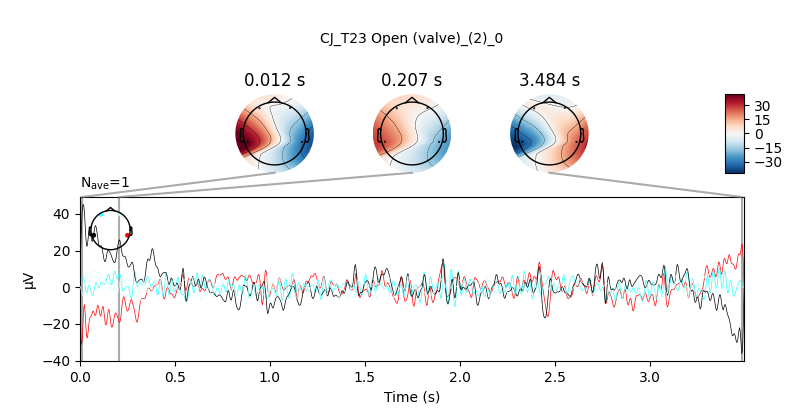 CJ_T23 Open (valve)_(2)_0
0.012 s 0.207 s 3.484 s
30
15
0
−15
−30
Nave=1
40
20
0
−20
−40
µV
0.0 0.5 1.0 1.5 2.0 2.5 3.0
Time (s)